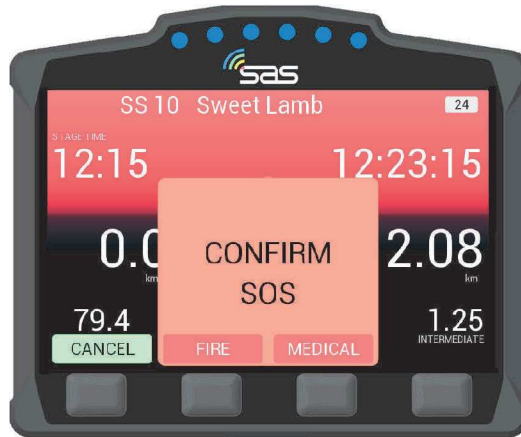 sas
SS 10 Sweet Lamb 24
STAGE TIME
12:15 12:23:15
CONFIRM
SOS
0.0 2.08
km km
79.4 1.25
INTERMEDIATE
CANCEL FIRE MEDICAL